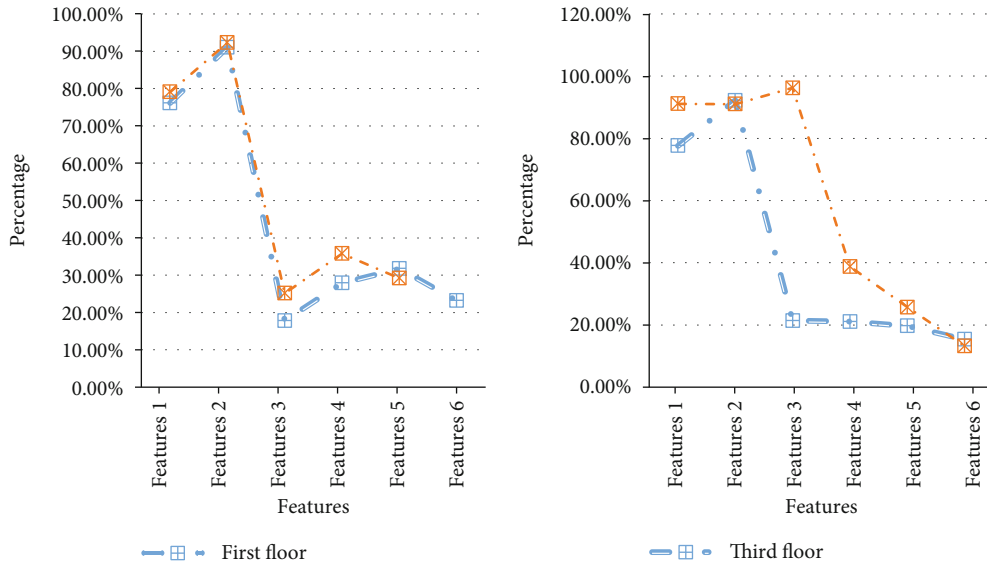 100.00%
90.00%
80.00%
70.00%
60.00%
50.00%
40.00%
30.00%
20.00%
10.00%
0.00%
Percentage
Features 1
Features 2
Features 3
Features 4
Features 5
Features 6
Features
First floor
120.00%
100.00%
80.00%
60.00%
40.00%
20.00%
0.00%
Percentage
Features 1
Features 2
Features 3
Features 4
Features 5
Features 6
Features
Third floor